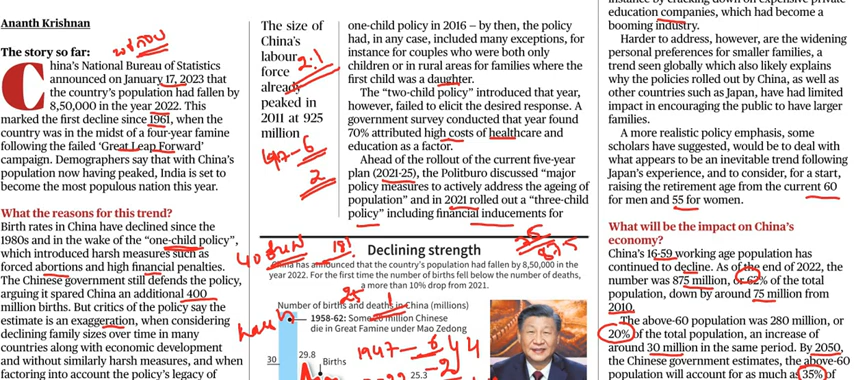 Ananth Krishnan
The story so far:
China's National Bureau of Statistics
announced on January 17, 2023 that
the country's population had fallen by
8,50,000 in the year 2022. This
marked the first decline since 1961, when the
country was in the midst of a four-year famine
following the failed 'Great Leap Forward'
campaign. Demographers say that with China's
population now having peaked, India is set to
become the most populous nation this year.
What the reasons for this trend?
Birth rates in China have declined since the
1980s and in the wake of the "one-child policy",
which introduced harsh measures such as
forced abortions and high financial penalties.
The Chinese government still defends the policy,
arguing it spared China an additional 400
million births. But critics of the policy say the
estimate is an exaggeration, when considering
declining family sizes over time in many
countries along with economic development
and without similarly harsh measures, and when
factoring into account the policy's legacy of
The size of
China's
labour
force
already
peaked in
2011 at 925
million
2.1
1947-6
2
one-child policy in 2016 – by then, the policy
had, in any case, included many exceptions, for
instance for couples who were both only
children or in rural areas for families where the
first child was a daughter.
The "two-child policy" introduced that year,
however, failed to elicit the desired response. A
government survey conducted that year found
70% attributed high costs of healthcare and
education as a factor.
Ahead of the rollout of the current five-year
plan (2021-25), the Politburo discussed "major
policy measures to actively address the ageing of
population" and in 2021 rolled out a "three-child
policy" including financial inducements for
Declining strength
China has announced that the country's population had fallen by 8,50,000 in the
year 2022. For the first time the number of births fell below the number of deaths,
a more than 10% drop from 2021.
Number of births and deaths in China (millions)
1958-62: Some million Chinese
die in Great Famine under Mao Zedong
30
29.8
Births
25.3
25
1947-6
education companies, which had become a
booming industry.
Harder to address, however, are the widening
personal preferences for smaller families, a
trend seen globally which also likely explains
why the policies rolled out by China, as well as
other countries such as Japan, have had limited
impact in encouraging the public to have larger
families.
A more realistic policy emphasis, some
scholars have suggested, would be to deal with
what appears to be an inevitable trend following
Japan's experience, and to consider, for a start,
raising the retirement age from the current 60
for men and 55 for women.
What will be the impact on China's
economy?
China's 16-59 working age population has
continued to decline. As of the end of 2022, the
number was 875 million, or 62% of the total
population, down by around 75 million from
2010.
The above-60 population was 280 million, or
20% of the total population, an increase of
around 30 million in the same period. By 2050,
the Chinese government estimates, the above-60
population will account for as much as 35% of